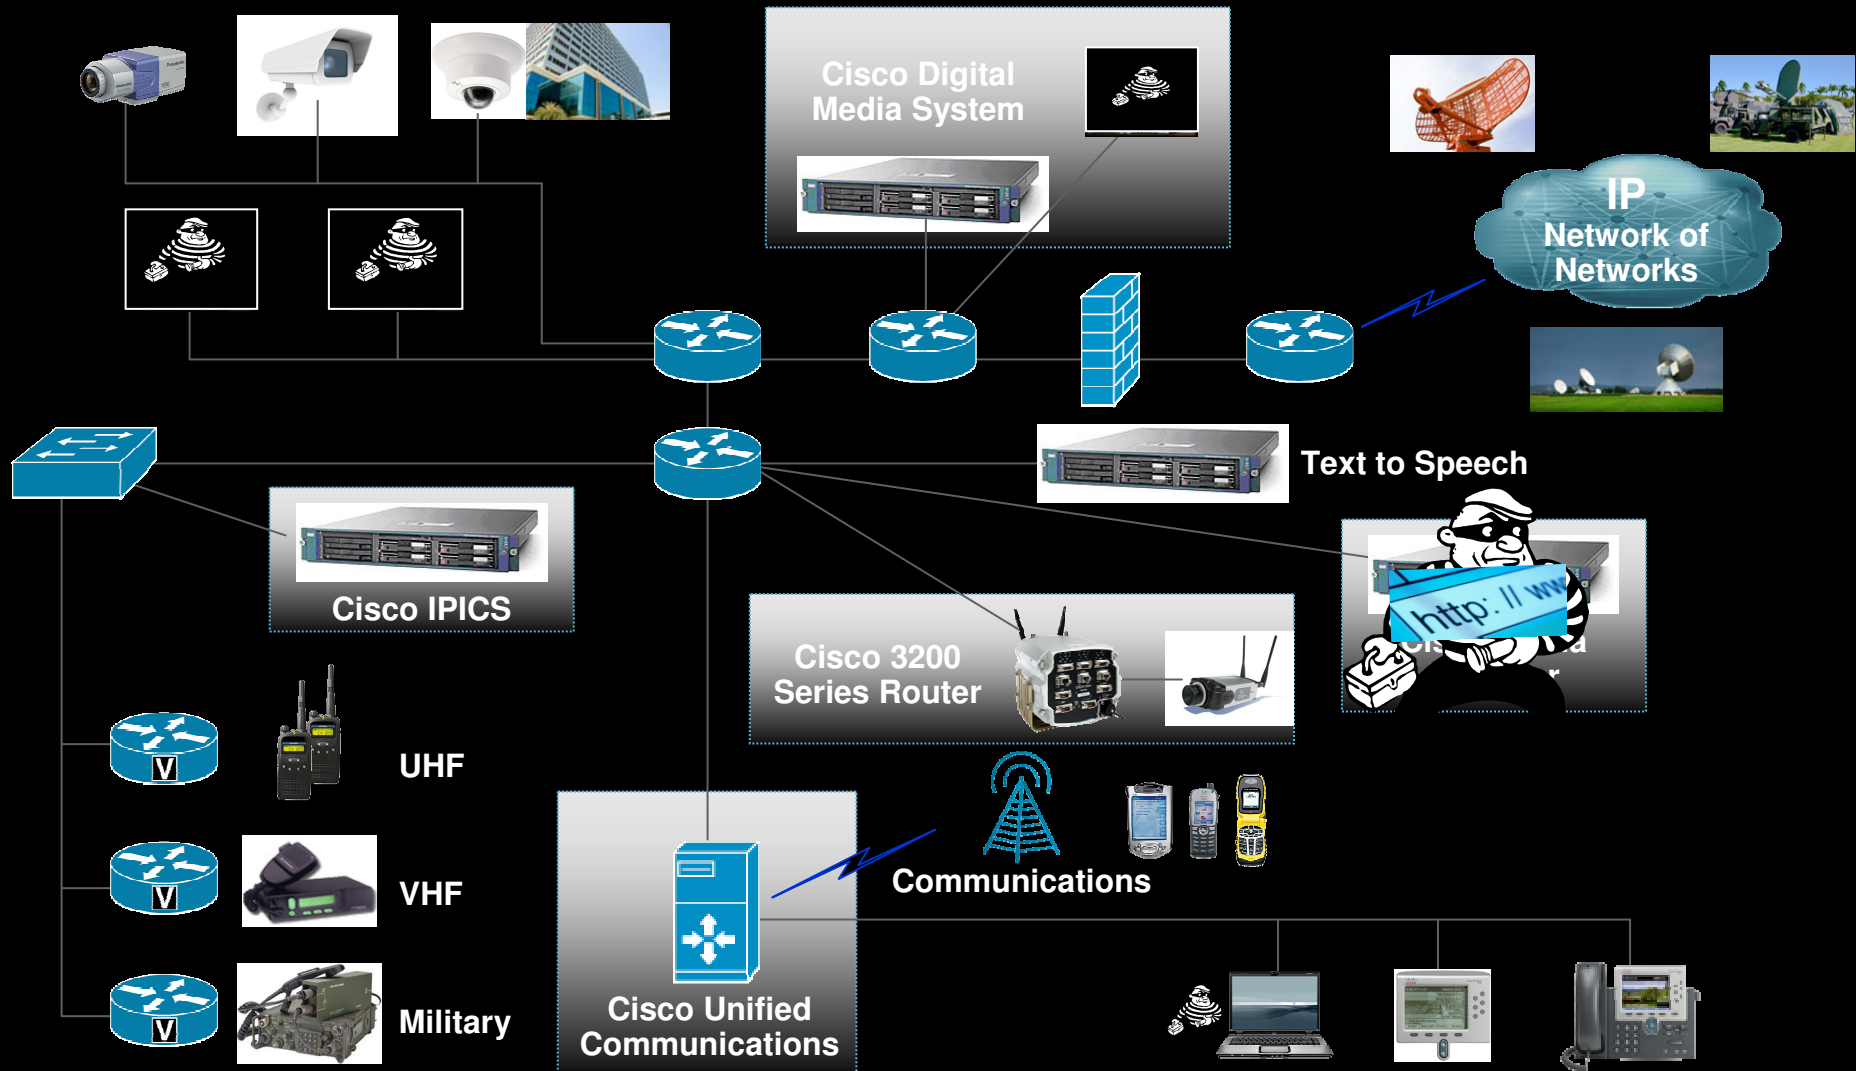 Cisco Digital
Media System
IP
Network of
Networks
Text to Speech
http: // ww
Cisco IPICS
Cisco 3200
Series Router
UHF
V
VHF
V
Communications
Military
V
Cisco Unified
Communications